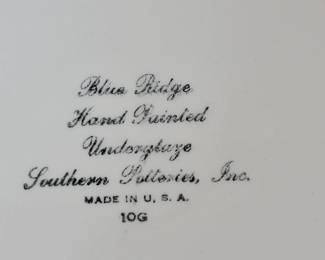 Blue Ridge
Hand Painted
Underglaze
Southern Potteries, Inc.
MADE IN U. S. A.
10G